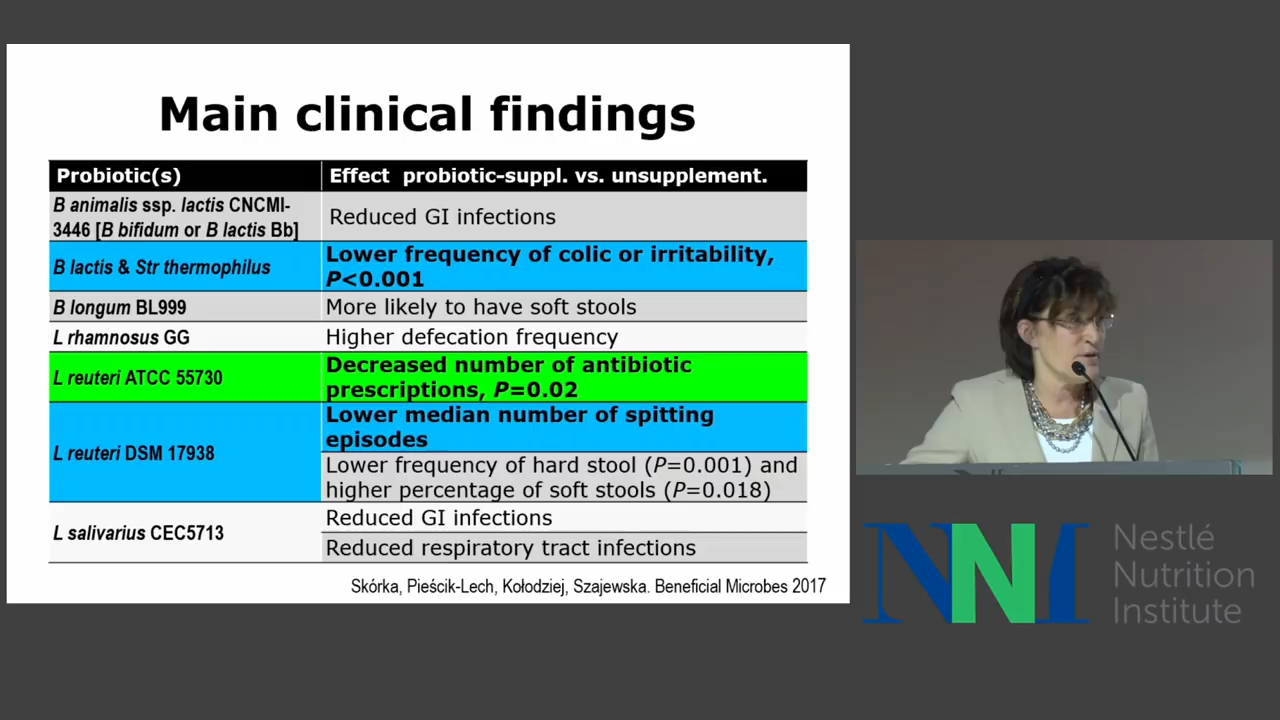 Main clinical findings
Probiotic(s)
Effect probiotic-suppl. vs. unsupplement.
B animalis ssp. lactis CNCMI-
3446 [B bifidum or B lactis Bb]
Reduced GI infections
B lactis & Str thermophilus
Lower frequency of colic or irritability,
P<0.001
B longum BL999
More likely to have soft stools
L rhamnosus GG
Higher defecation frequency
L reuteri ATCC 55730
Decreased number of antibiotic
prescriptions, P=0.02
L reuteri DSM 17938
Lower median number of spitting
episodes
Lower frequency of hard stool (P=0.001) and
higher percentage of soft stools (P=0.018)
L salivarius CEC5713
Reduced GI infections
Reduced respiratory tract infections
Skórka, Pieścik-Lech, Kołodziej, Szajewska. Beneficial Microbes 2017
NNI
Nestlé
Nutrition
Institute